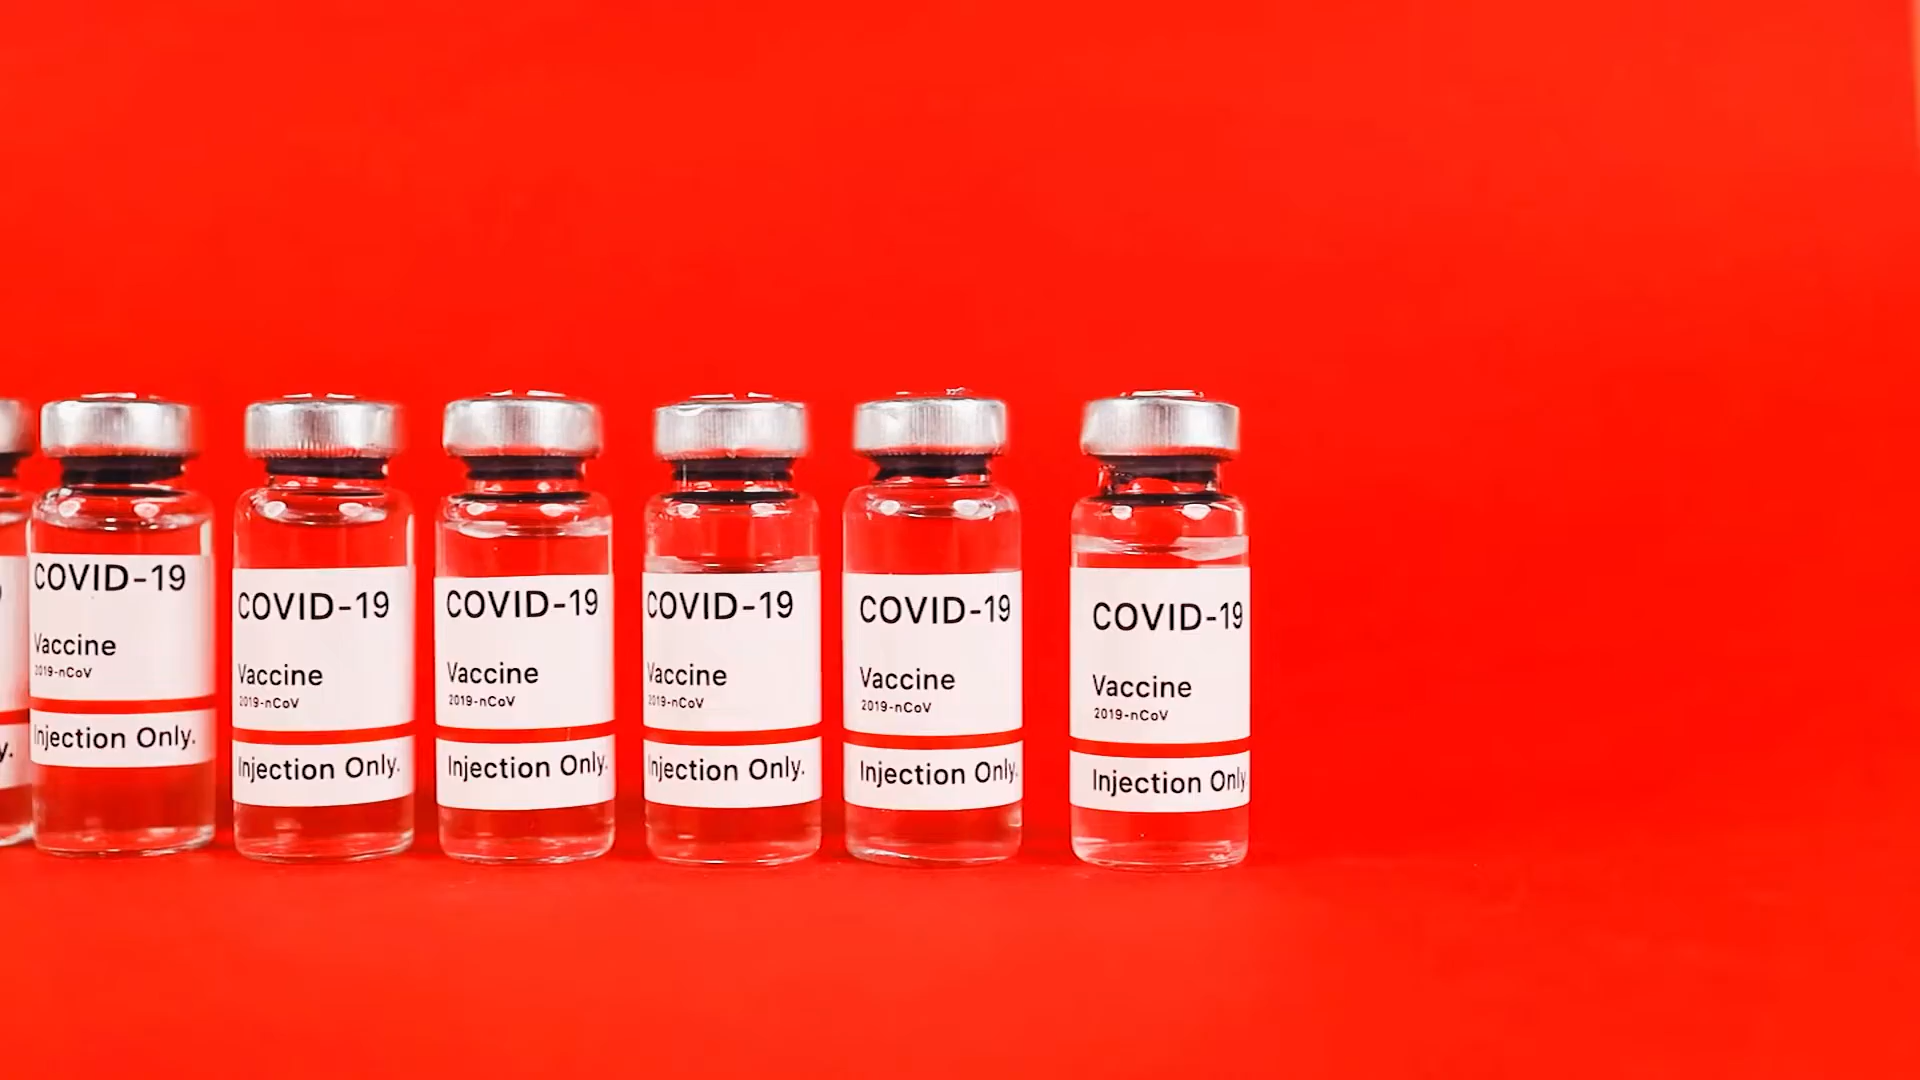 COVID-19
Vaccine
2019-nCoV
Injection Only.
COVID-19
Vaccine
2019-nCoV
Injection Only.
COVID-19
Vaccine
2019-nCoV
Injection Only.
COVID-19
Vaccine
2019-nCoV
Injection Only.
COVID-19
Vaccine
2019-nCoV
Injection Only.
COVID-19
Vaccine
2019-nCoV
Injection Only